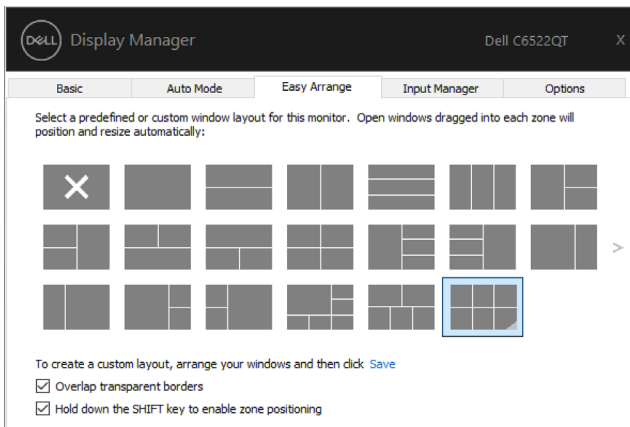 DELL Display Manager Dell C6522QT X
Basic Auto Mode Easy Arrange Input Manager Options
Select a predefined or custom window layout for this monitor. Open windows dragged into each zone will
position and resize automatically:
To create a custom layout, arrange your windows and then click Save
Overlap transparent borders
Hold down the SHIFT key to enable zone positioning